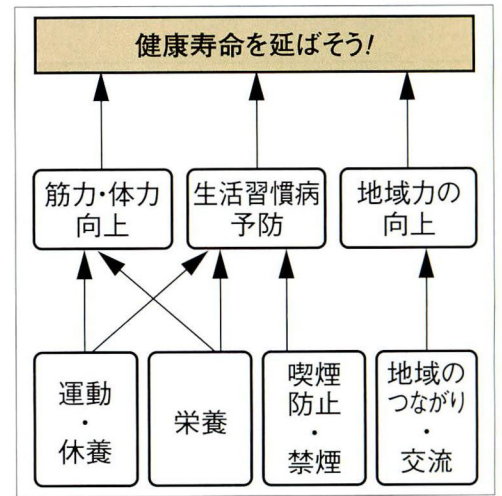 健康寿命を延ばそう!
筋力・体力
向上
生活習慣病
予防
地域力の
向上
運動
・
休養
栄養
喫煙
防止
・
禁煙
地域の
つながり
・
交流